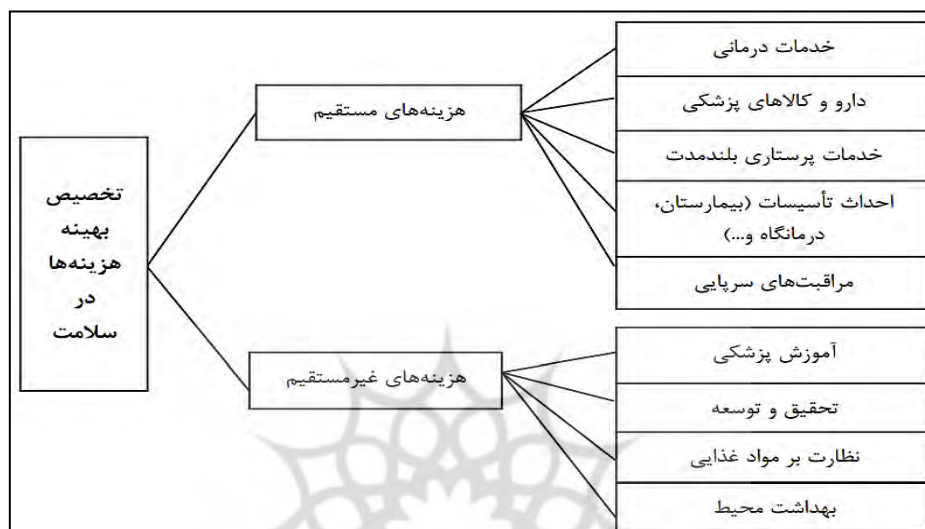 تخصیص
بهینه
هزینه‌ها
در
سلامت
هزینه‌های مستقیم
خدمات درمانی
دارو و کالاهای پزشکی
خدمات پرستاری بلندمدت
احداث تأسیسات (بیمارستان،
درمانگاه و...)
مراقبت‌های سرپایی
هزینه‌های غیرمستقیم
آموزش پزشکی
تحقیق و توسعه
نظارت بر مواد غذایی
بهداشت محیط